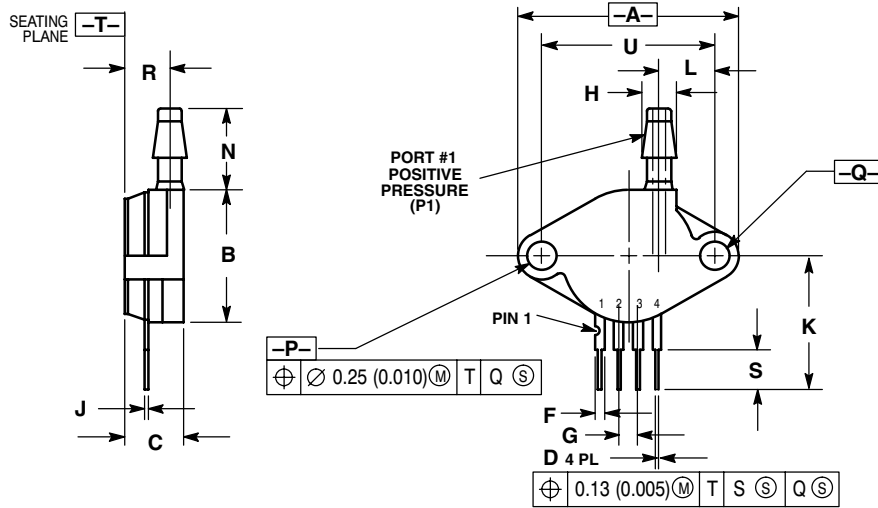 SEATING
PLANE
–T–
R
N
B
J
C
–A–
U
L
H
PORT #1
POSITIVE
PRESSURE
(P1)
–Q–
PIN 1
1 2 3 4
K
S
–P–
⌖ ∅ 0.25 (0.010) Ⓜ T Q Ⓢ
F
G
D 4 PL
⌖ 0.13 (0.005) Ⓜ T S Ⓢ Q Ⓢ